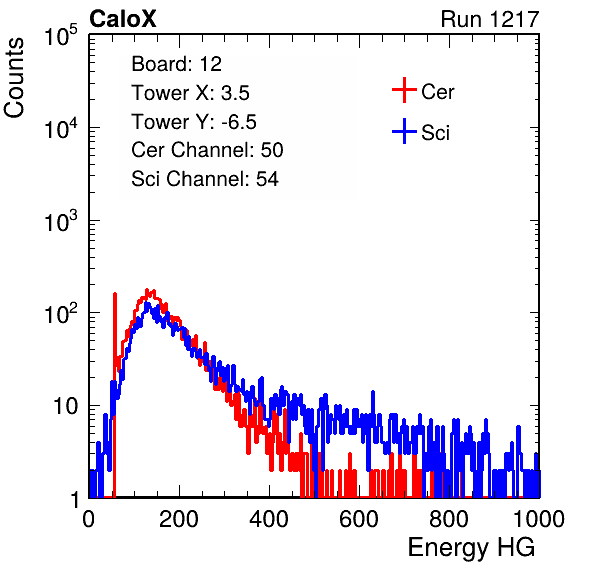 CaloX Run 1217
Counts
10^5
10^4
10^3
10^2
10
1
Board: 12
Tower X: 3.5
Tower Y: -6.5
Cer Channel: 50
Sci Channel: 54
Cer
Sci
0 200 400 600 800 1000
Energy HG